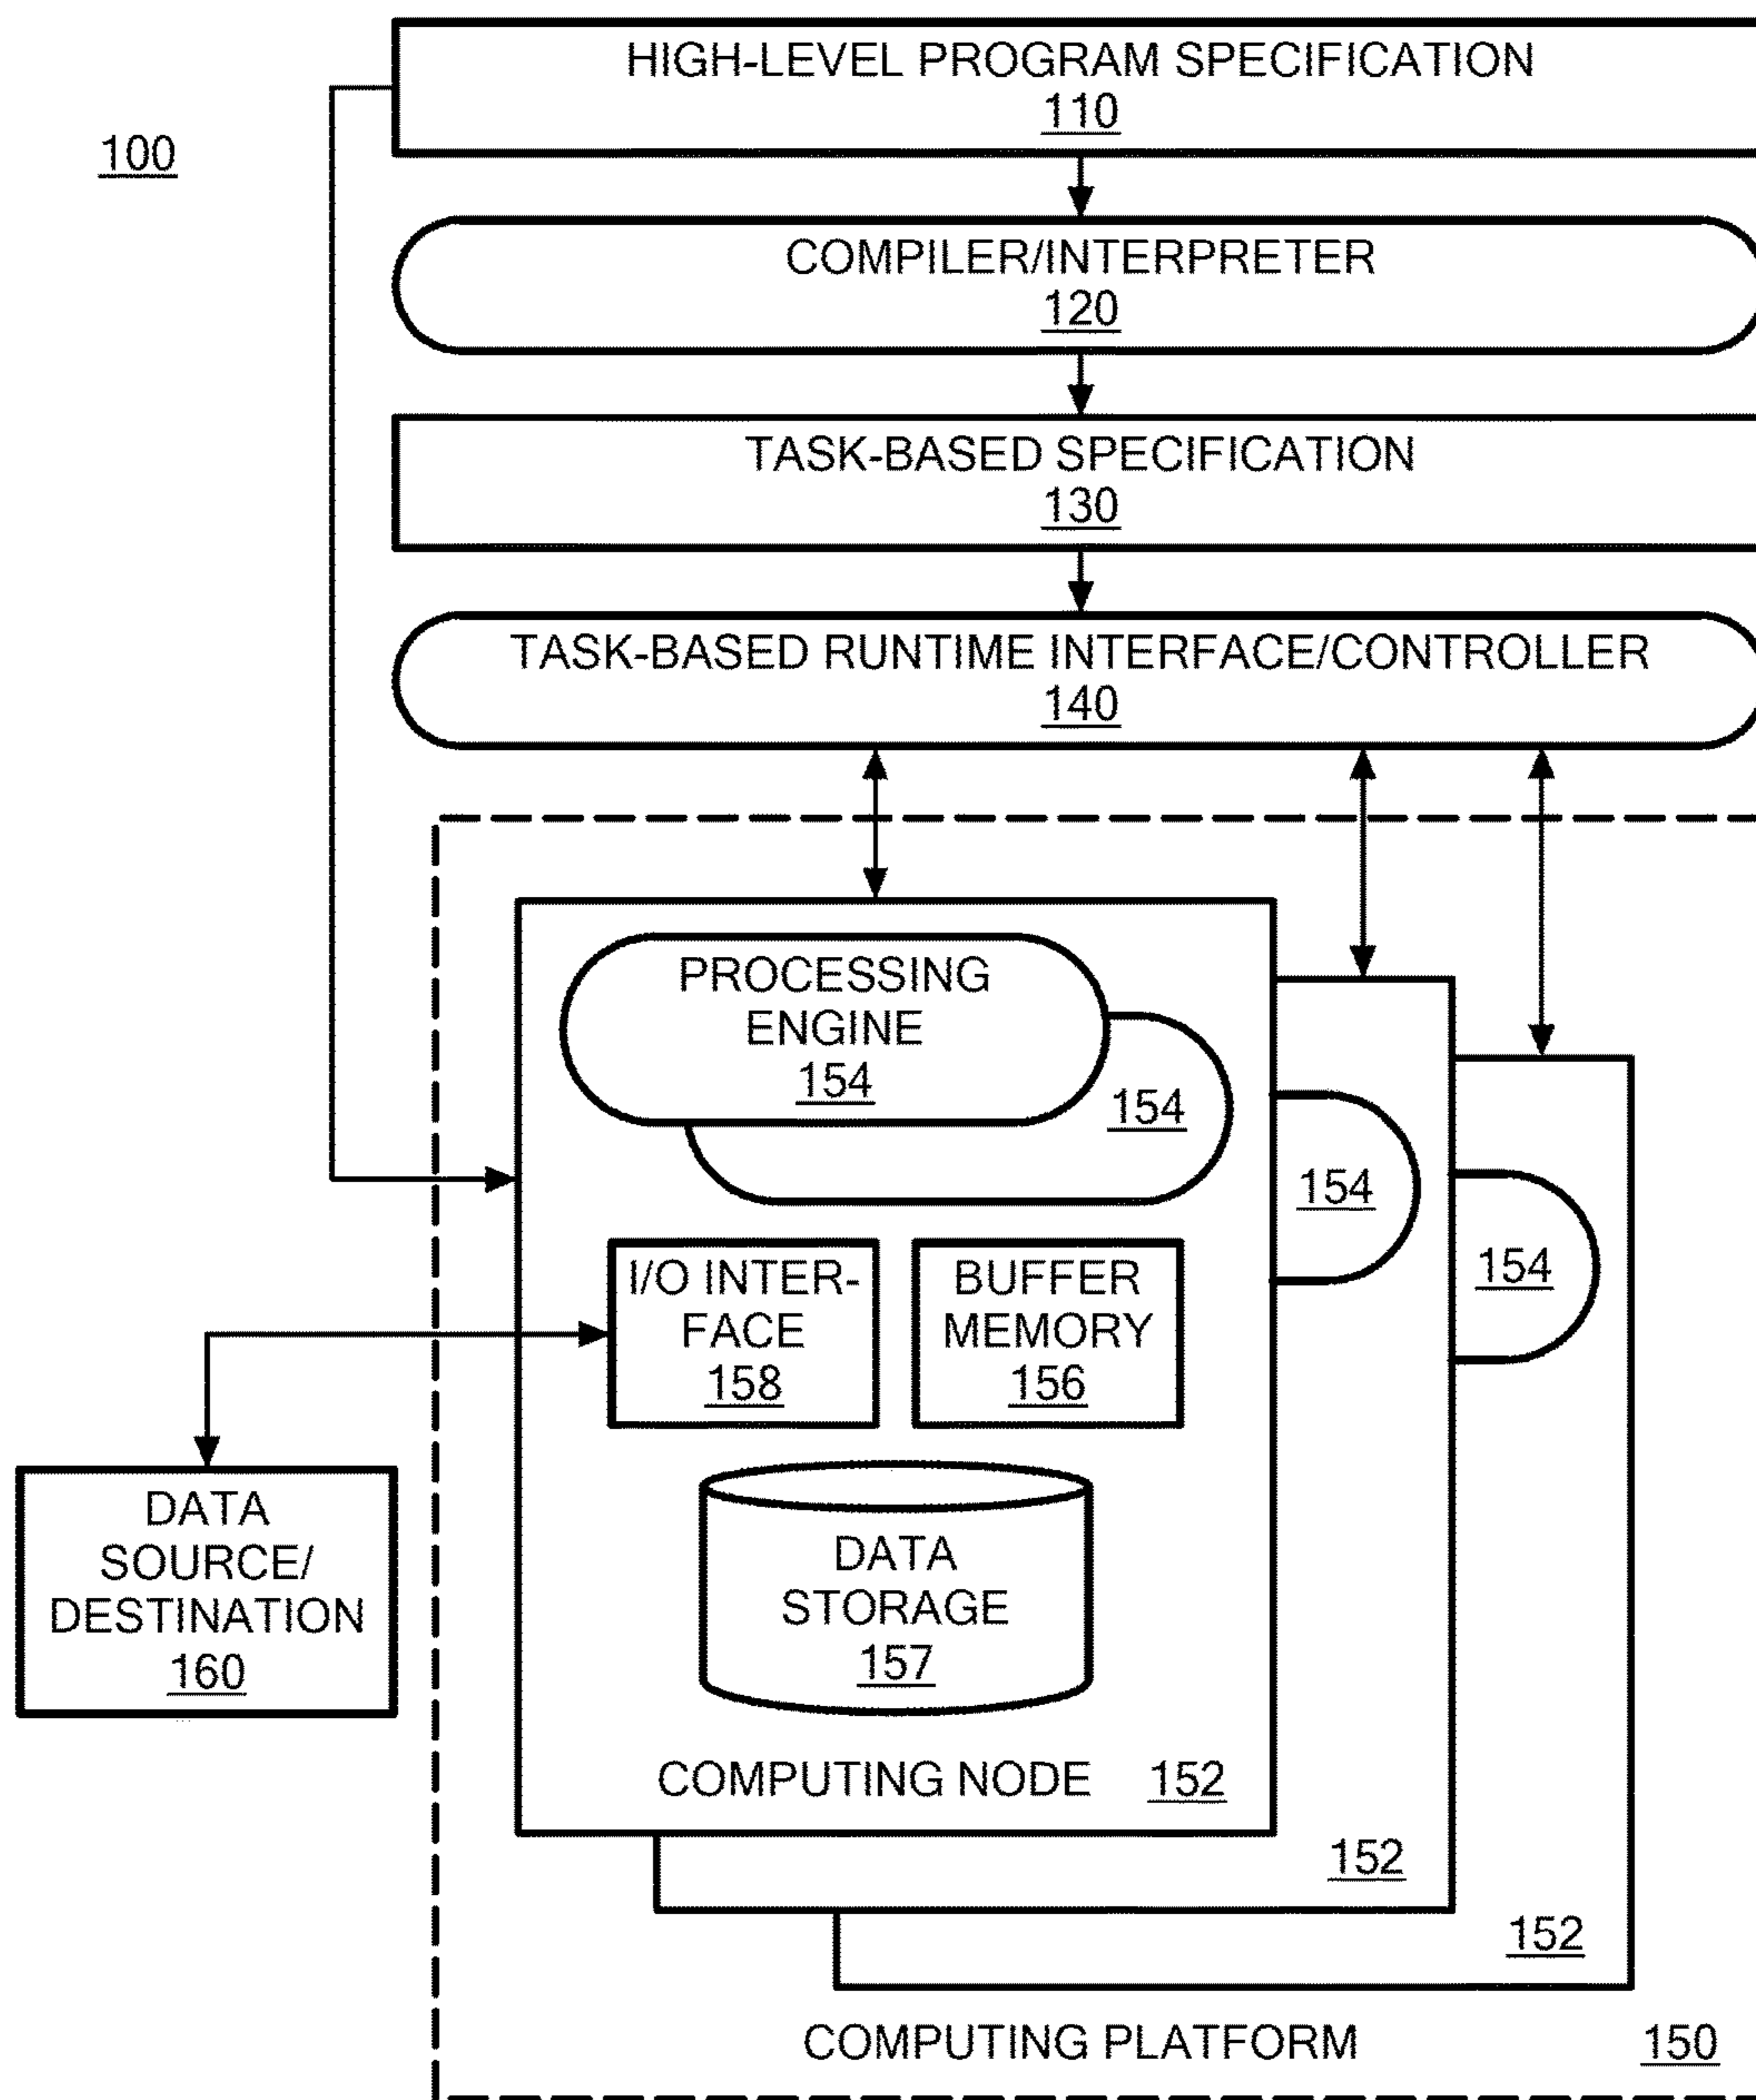 HIGH-LEVEL PROGRAM SPECIFICATION
110
100
COMPILER/INTERPRETER
120
TASK-BASED SPECIFICATION
130
TASK-BASED RUNTIME INTERFACE/CONTROLLER
140
PROCESSING
ENGINE
154
154
154
154
I/O INTER-
FACE
158
BUFFER
MEMORY
156
DATA
SOURCE/
DESTINATION
160
DATA
STORAGE
157
COMPUTING NODE 152
152
152
COMPUTING PLATFORM 150